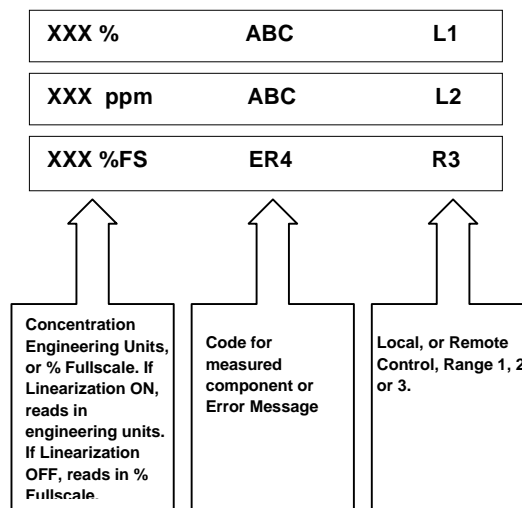 XXX % ABC L1
XXX ppm ABC L2
XXX %FS ER4 R3
Concentration
Engineering Units,
or % Fullscale. If
Linearization ON,
reads in
engineering units.
If Linearization
OFF, reads in %
Fullscale.
Code for
measured
component or
Error Message
Local, or Remote
Control, Range 1, 2
or 3.